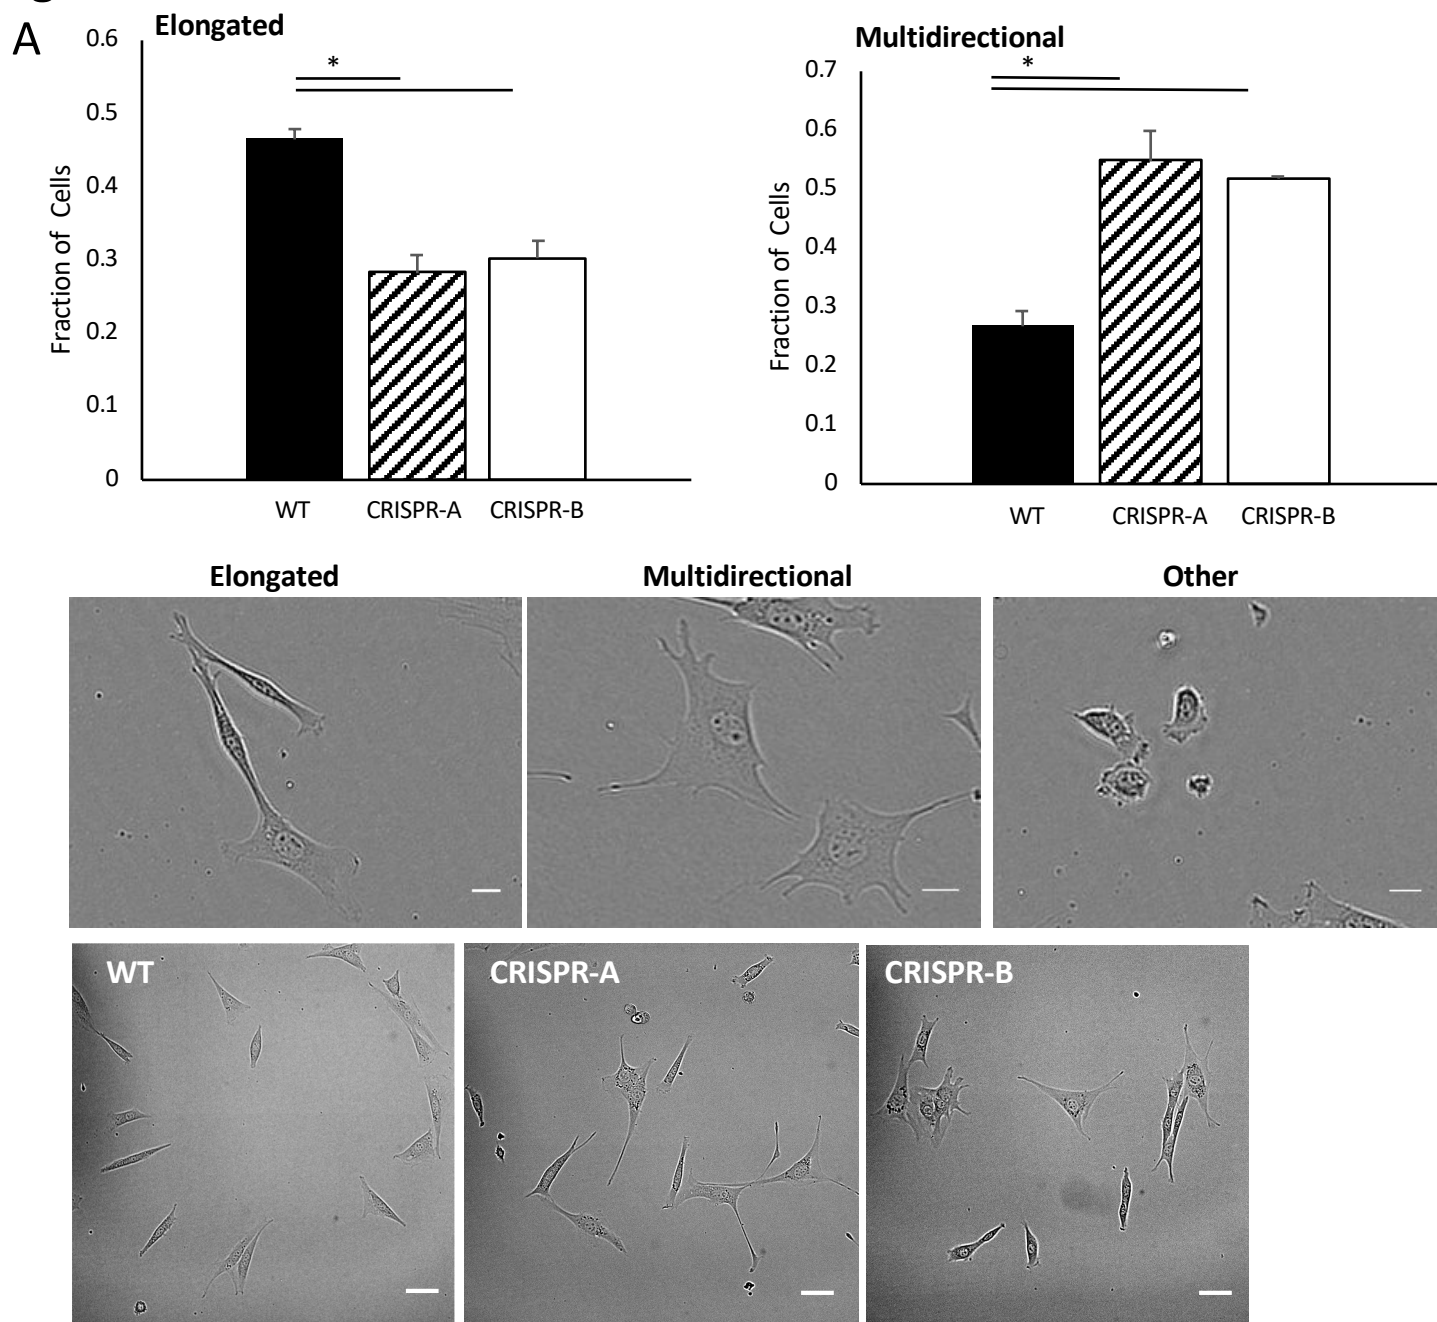 A
Elongated
0.6
0.5
0.4
0.3
0.2
0.1
0
Fraction of Cells
*
WT CRISPR-A CRISPR-B
Multidirectional
0.7
0.6
0.5
0.4
0.3
0.2
0.1
0
Fraction of Cells
*
WT CRISPR-A CRISPR-B
Elongated Multidirectional Other
WT CRISPR-A CRISPR-B